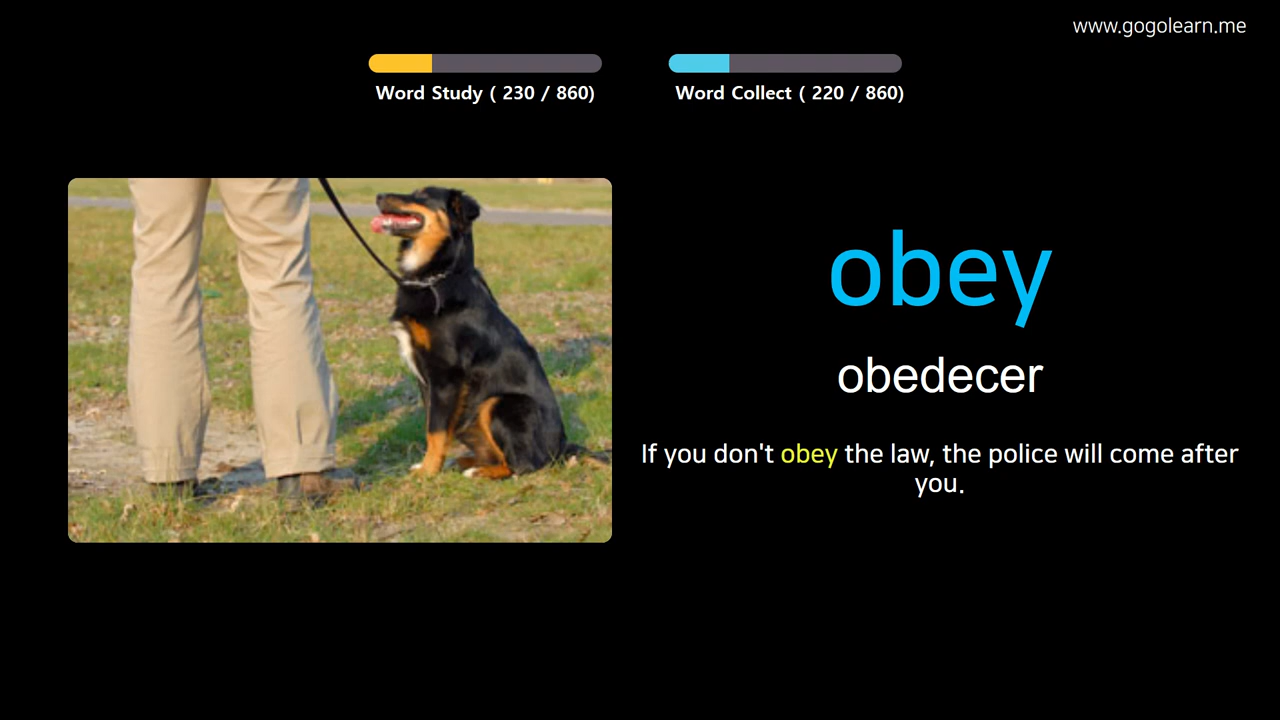 www.gogolearn.me
Word Study ( 230 / 860)
Word Collect ( 220 / 860)
obey
obedecer
If you don't obey the law, the police will come after
you.